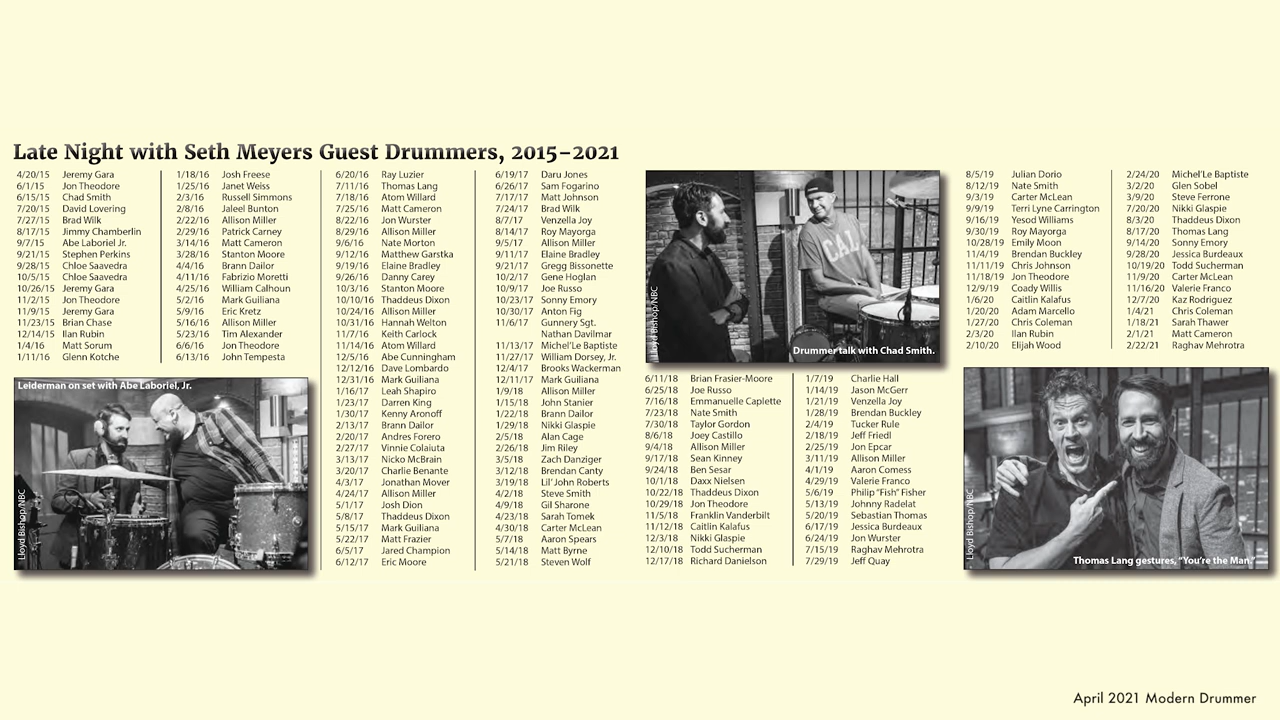 Late Night with Seth Meyers Guest Drummers, 2015–2021
4/20/15 Jeremy Gara
6/1/15 Jon Theodore
6/15/15 Chad Smith
7/20/15 David Lovering
7/27/15 Brad Wilk
8/17/15 Jimmy Chamberlin
9/7/15 Abe Laboriel Jr.
9/21/15 Stephen Perkins
9/28/15 Chloe Saavedra
10/5/15 Chloe Saavedra
10/26/15 Jeremy Gara
11/2/15 Jon Theodore
11/9/15 Jeremy Gara
11/23/15 Brian Chase
12/14/15 Ilan Rubin
1/4/16 Matt Sorum
1/11/16 Glenn Kotche
1/18/16 Josh Freese
1/25/16 Janet Weiss
2/3/16 Russell Simmons
2/8/16 Jaleel Bunton
2/22/16 Allison Miller
2/29/16 Patrick Carney
3/14/16 Matt Cameron
3/28/16 Stanton Moore
4/4/16 Brann Dailor
4/11/16 Fabrizio Moretti
4/25/16 William Calhoun
5/2/16 Mark Guiliana
5/9/16 Eric Kretz
5/16/16 Allison Miller
5/23/16 Tim Alexander
6/6/16 Jon Theodore
6/13/16 John Tempesta
Leiderman on set with Abe Laboriel, Jr.
Lloyd Bishop/NBC
6/20/16 Ray Luzier
7/11/16 Thomas Lang
7/18/16 Atom Willard
7/25/16 Matt Cameron
8/22/16 Jon Wurster
8/29/16 Allison Miller
9/6/16 Nate Morton
9/12/16 Matthew Garstka
9/19/16 Elaine Bradley
9/26/16 Danny Carey
10/3/16 Stanton Moore
10/10/16 Thaddeus Dixon
10/24/16 Allison Miller
10/31/16 Hannah Welton
11/7/16 Keith Carlock
11/14/16 Atom Willard
12/5/16 Abe Cunningham
12/12/16 Dave Lombardo
12/31/16 Mark Guiliana
1/16/17 Leah Shapiro
1/23/17 Darren King
1/30/17 Kenny Aronoff
2/13/17 Brann Dailor
2/20/17 Andres Forero
2/27/17 Vinnie Colaiuta
3/13/17 Nicko McBrain
3/20/17 Charlie Benante
4/3/17 Jonathan Mover
4/24/17 Allison Miller
5/1/17 Josh Dion
5/8/17 Thaddeus Dixon
5/15/17 Mark Guiliana
5/22/17 Matt Frazier
6/5/17 Jared Champion
6/12/17 Eric Moore
6/19/17 Daru Jones
6/26/17 Sam Fogarino
7/17/17 Matt Johnson
7/24/17 Brad Wilk
8/7/17 Venzella Joy
8/14/17 Roy Mayorga
9/5/17 Allison Miller
9/11/17 Elaine Bradley
9/21/17 Gregg Bissonette
10/2/17 Gene Hoglan
10/9/17 Joe Russo
10/23/17 Sonny Emory
10/30/17 Anton Fig
11/6/17 Gunnery Sgt.
Nathan Davilmar
11/13/17 Michel'Le Baptiste
11/27/17 William Dorsey, Jr.
12/4/17 Brooks Wackerman
12/11/17 Mark Guiliana
1/9/18 Allison Miller
1/15/18 John Stanier
1/22/18 Brann Dailor
1/29/18 Nikki Glaspie
2/5/18 Alan Cage
2/26/18 Jim Riley
3/5/18 Zach Danziger
3/12/18 Brendan Canty
3/19/18 Lil' John Roberts
4/2/18 Steve Smith
4/9/18 Gil Sharone
4/23/18 Sarah Tomek
4/30/18 Carter McLean
5/7/18 Aaron Spears
5/14/18 Matt Byrne
5/21/18 Steven Wolf
CAL
Lloyd Bishop/NBC
Drummer talk with Chad Smith.
6/11/18 Brian Frasier-Moore
6/25/18 Joe Russo
7/16/18 Emmanuelle Caplette
7/23/18 Nate Smith
7/30/18 Taylor Gordon
8/6/18 Joey Castillo
9/4/18 Allison Miller
9/17/18 Sean Kinney
9/24/18 Ben Sesar
10/1/18 Daxx Nielsen
10/22/18 Thaddeus Dixon
10/29/18 Jon Theodore
11/5/18 Franklin Vanderbilt
11/12/18 Caitlin Kalafus
12/3/18 Nikki Glaspie
12/10/18 Todd Sucherman
12/17/18 Richard Danielson
1/7/19 Charlie Hall
1/14/19 Jason McGerr
1/21/19 Venzella Joy
1/28/19 Brendan Buckley
2/4/19 Tucker Rule
2/18/19 Jeff Friedl
2/25/19 Jon Epcar
3/11/19 Allison Miller
4/1/19 Aaron Comess
4/29/19 Valerie Franco
5/6/19 Philip “Fish” Fisher
5/13/19 Johnny Radelat
5/20/19 Sebastian Thomas
6/17/19 Jessica Burdeaux
6/24/19 Jon Wurster
7/15/19 Raghav Mehrotra
7/29/19 Jeff Quay
8/5/19 Julian Dorio
8/12/19 Nate Smith
9/3/19 Carter McLean
9/9/19 Terri Lyne Carrington
9/16/19 Yesod Williams
9/30/19 Roy Mayorga
10/28/19 Emily Moon
11/4/19 Brendan Buckley
11/11/19 Chris Johnson
11/18/19 Jon Theodore
12/9/19 Coady Willis
1/6/20 Caitlin Kalafus
1/20/20 Adam Marcello
1/27/20 Chris Coleman
2/3/20 Ilan Rubin
2/10/20 Elijah Wood
2/24/20 Michel'Le Baptiste
3/2/20 Glen Sobel
3/9/20 Steve Ferrone
7/20/20 Nikki Glaspie
8/3/20 Thaddeus Dixon
8/17/20 Thomas Lang
9/14/20 Sonny Emory
9/28/20 Jessica Burdeaux
10/19/20 Todd Sucherman
11/9/20 Carter McLean
11/16/20 Valerie Franco
12/7/20 Kaz Rodriguez
1/4/21 Chris Coleman
1/18/21 Sarah Thawer
2/1/21 Matt Cameron
2/22/21 Raghav Mehrotra
Lloyd Bishop/NBC
Thomas Lang gestures, “You're the Man.”
April 2021 Modern Drummer